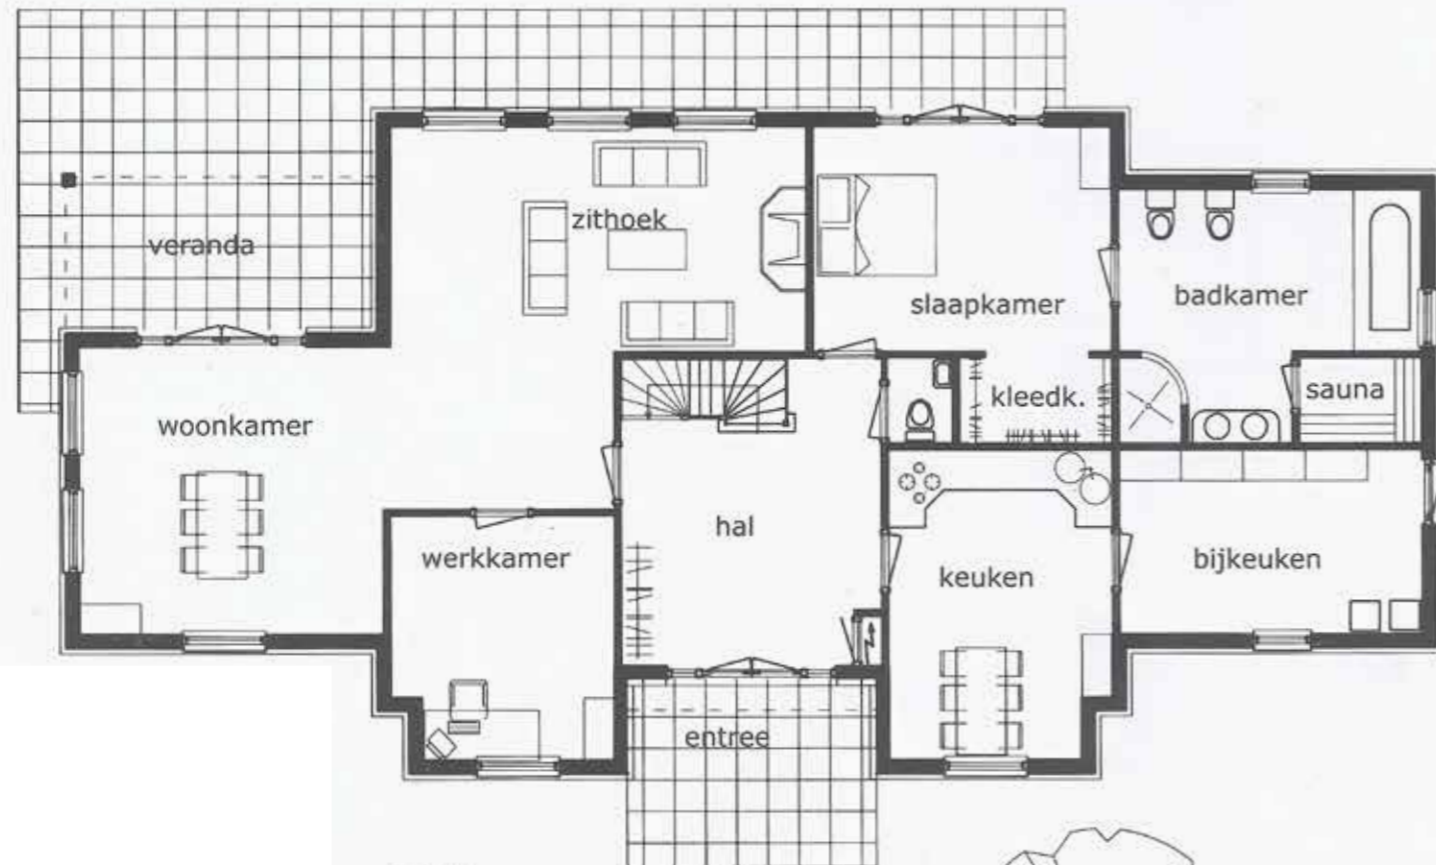 zithoek
veranda
slaapkamer
badkamer
woonkamer
kleedk.
sauna
hal
werkkamer
keuken
bijkeuken
entree